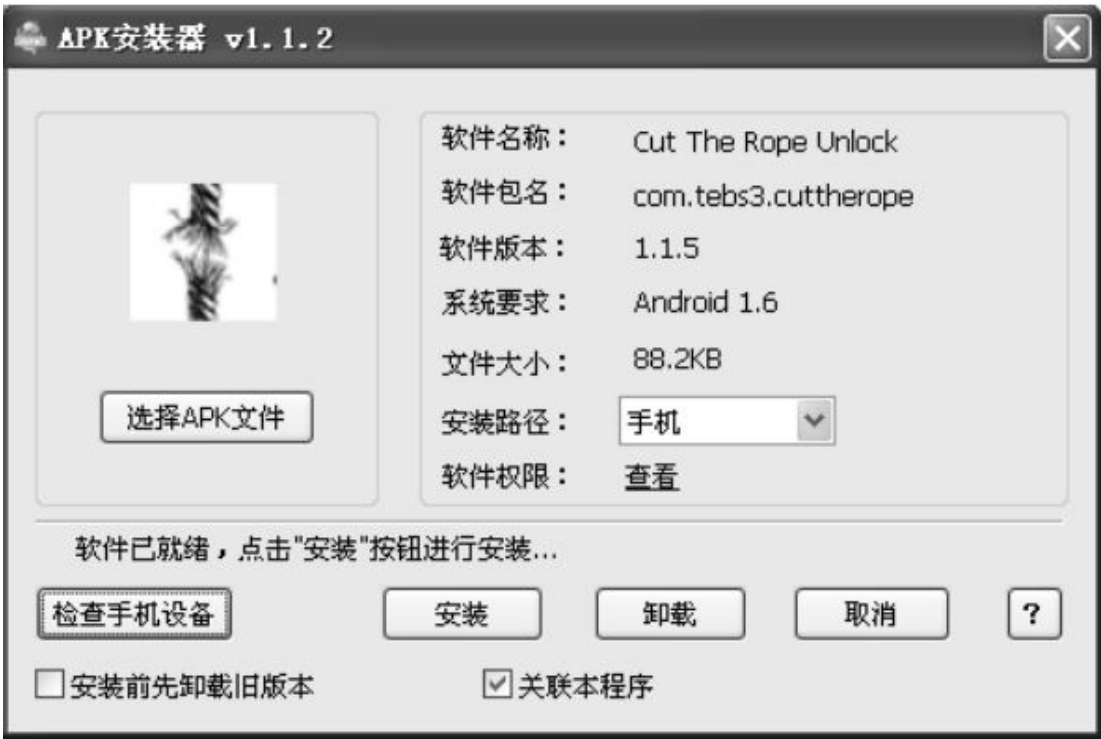 APK安装器 v1.1.2
选择APK文件
软件名称： Cut The Rope Unlock
软件包名： com.tebs3.cuttherope
软件版本： 1.1.5
系统要求： Android 1.6
文件大小： 88.2KB
安装路径： 手机
软件权限： 查看
软件已就绪，点击"安装"按钮进行安装...
检查手机设备 安装 卸载 取消 ?
安装前先卸载旧版本 关联本程序